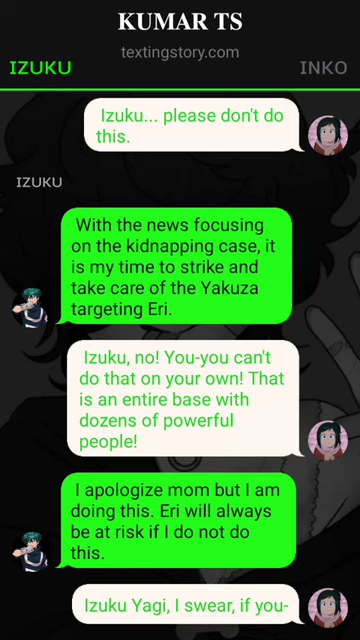 KUMAR TS
textingstory.com
IZUKU
INKO
Izuku... please don't do
this.
IZUKU
With the news focusing
on the kidnapping case, it
is my time to strike and
take care of the Yakuza
targeting Eri.
Izuku, no! You-you can't
do that on your own! That
is an entire base with
dozens of powerful
people!
I apologize mom but I am
doing this. Eri will always
be at risk if I do not do
this.
Izuku Yagi, I swear, if you-